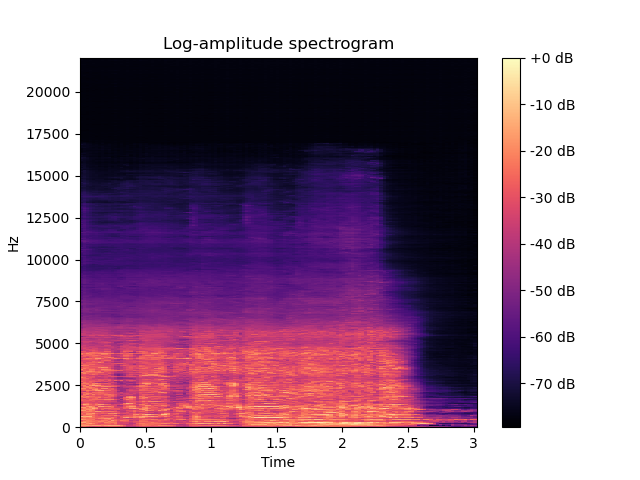 Log-amplitude spectrogram
20000
17500
15000
12500
10000
7500
5000
2500
0
Hz
0 0.5 1 1.5 2 2.5 3
Time
+0 dB
-10 dB
-20 dB
-30 dB
-40 dB
-50 dB
-60 dB
-70 dB